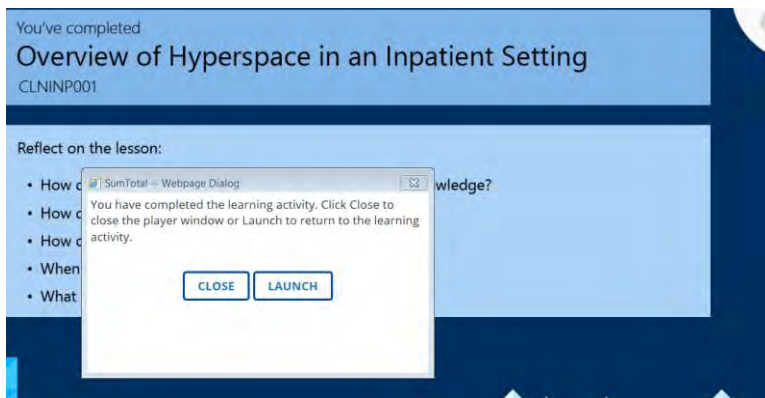 You've completed
Overview of Hyperspace in an Inpatient Setting
CLNINP001
Reflect on the lesson:
• How
• How
• How
• When
• What
wledge?
SumTotal -- Webpage Dialog
You have completed the learning activity. Click Close to
close the player window or Launch to return to the learning
activity.
CLOSE
LAUNCH